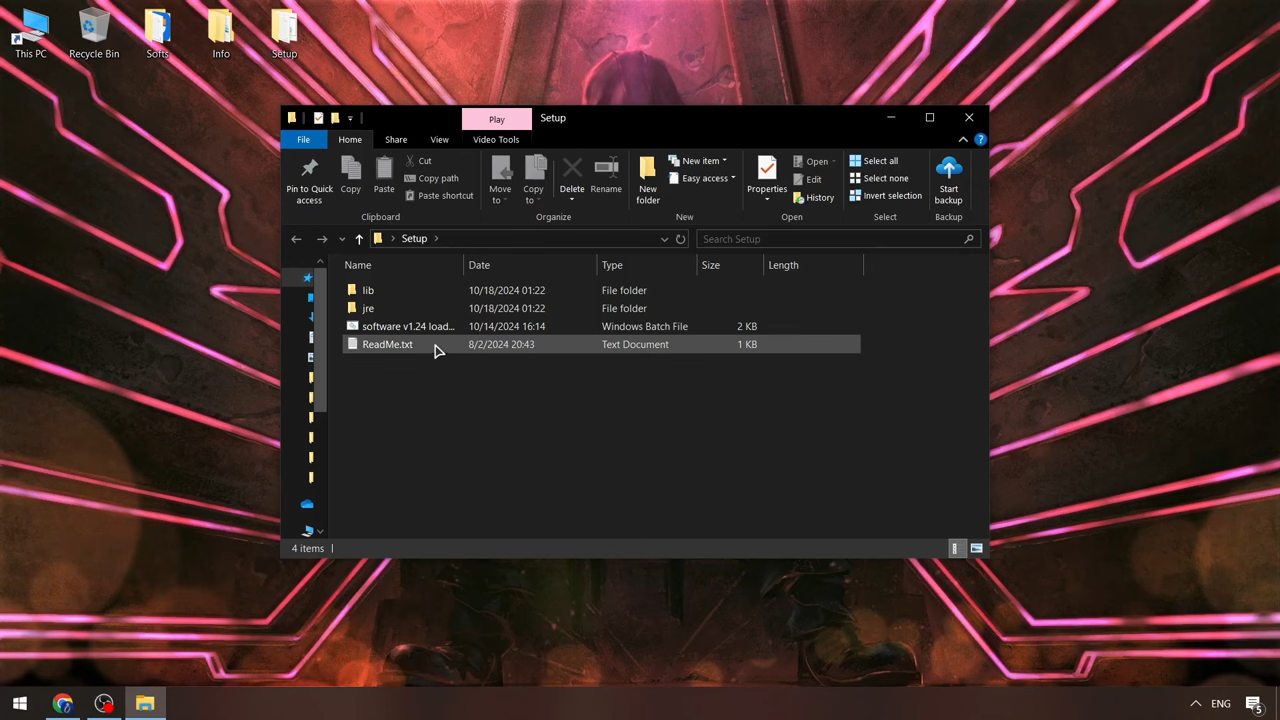 This PC
Recycle Bin
Softs
Info
Setup
Play
Setup
File
Home
Share
View
Video Tools
Pin to Quick access
Copy
Paste
Cut
Copy path
Paste shortcut
Clipboard
Move to
Copy to
Delete
Rename
Organize
New folder
New item
Easy access
New
Properties
Open
Edit
History
Open
Select all
Select none
Invert selection
Select
Start backup
Backup
Setup
Search Setup
Name
Date
Type
Size
Length
lib
10/18/2024 01:22
File folder
jre
10/18/2024 01:22
File folder
software v1.24 load...
10/14/2024 16:14
Windows Batch File
2 KB
ReadMe.txt
8/2/2024 20:43
Text Document
1 KB
4 items
ENG
5